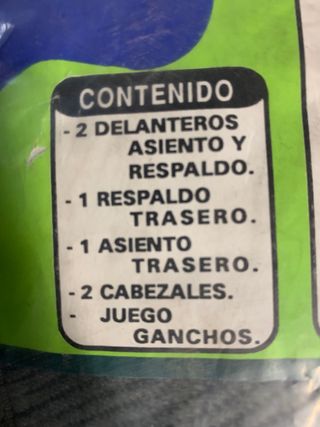 CONTENIDO
- 2 DELANTEROS
ASIENTO Y
RESPALDO.
- 1 RESPALDO
TRASERO.
- 1 ASIENTO
TRASERO.
- 2 CABEZALES.
- JUEGO
GANCHOS.